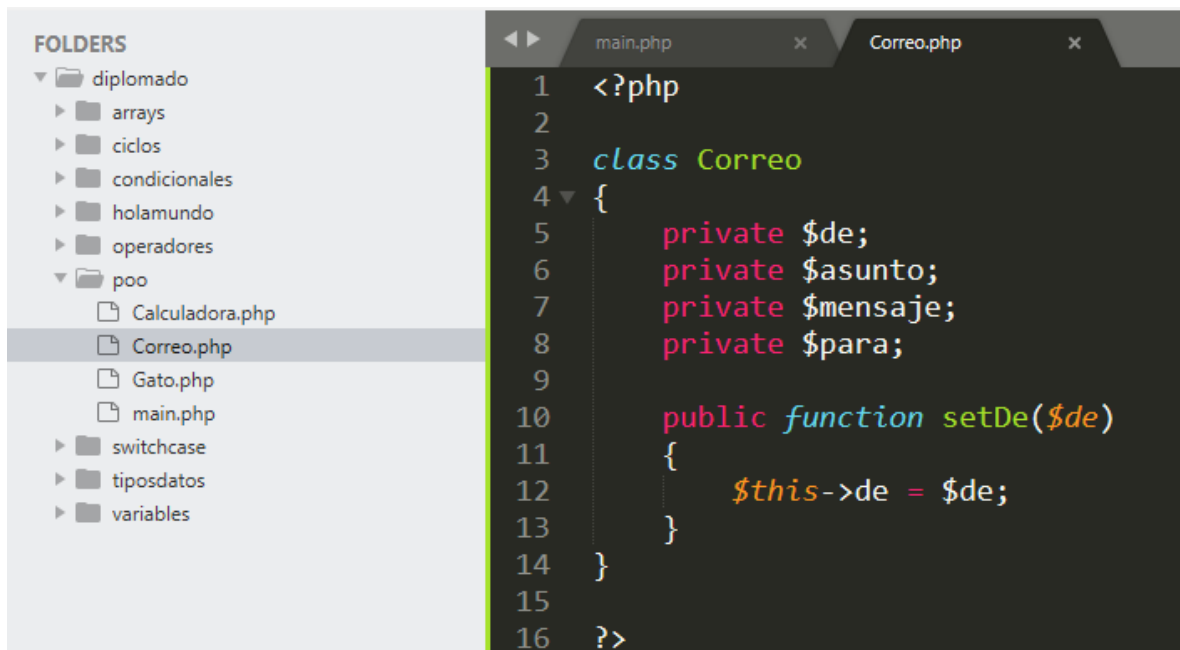 FOLDERS
diplomado
arrays
ciclos
condicionales
holamundo
operadores
poo
Calculadora.php
Correo.php
Gato.php
main.php
switchcase
tiposdatos
variables
main.php × Correo.php ×
1 <?php
2
3 class Correo
4 {
5     private $de;
6     private $asunto;
7     private $mensaje;
8     private $para;
9
10     public function setDe($de)
11     {
12         $this->de = $de;
13     }
14 }
15
16 ?>